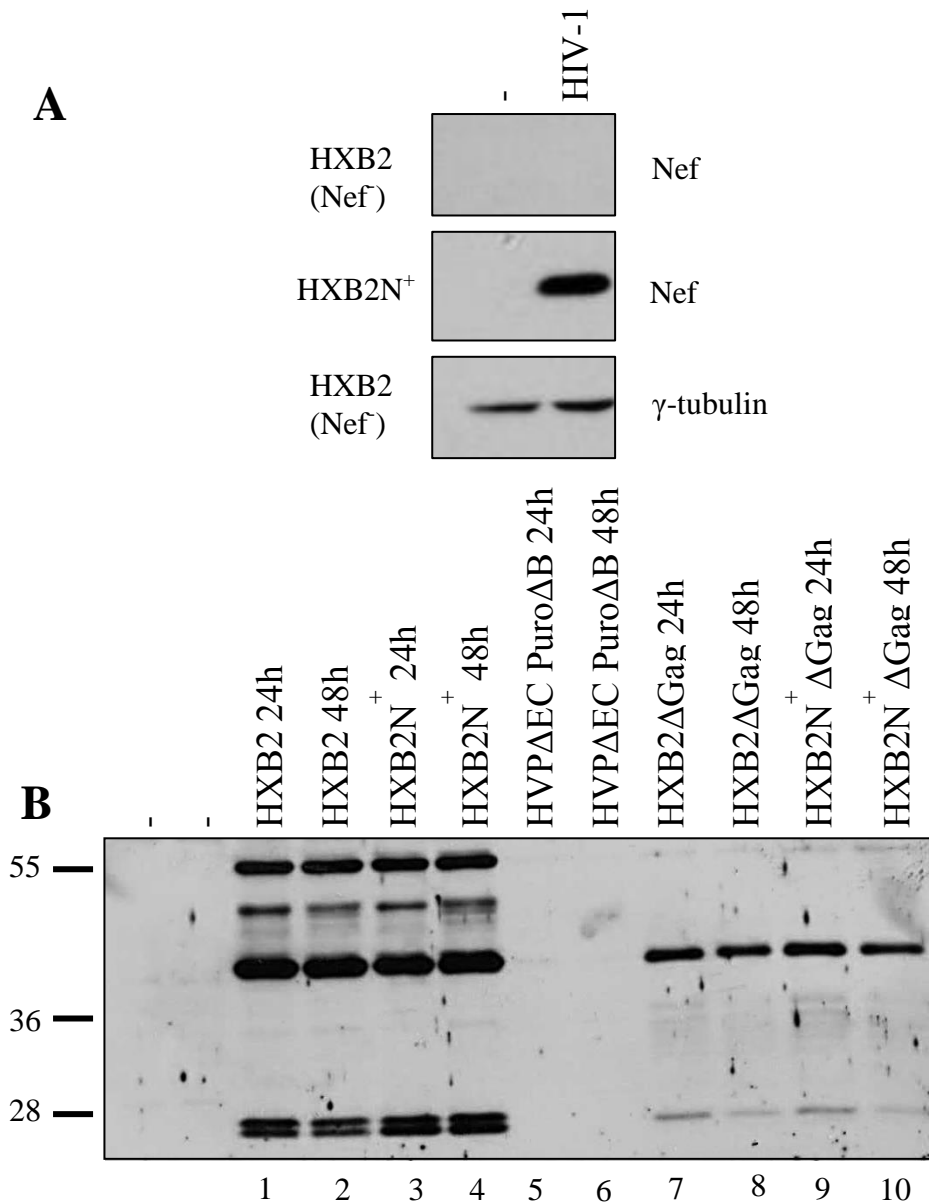 A
-
HIV-1
HXB2
(Nef⁻)
Nef
HXB2N⁺
Nef
HXB2
(Nef⁻)
γ-tubulin
B
-
-
HXB2 24h
HXB2 48h
HXB2N⁺ 24h
HXB2N⁺ 48h
HVPΔEC PuroΔB 24h
HVPΔEC PuroΔB 48h
HXB2ΔGag 24h
HXB2ΔGag 48h
HXB2N⁺ ΔGag 24h
HXB2N⁺ ΔGag 48h
55
36
28
1 2 3 4 5 6 7 8 9 10